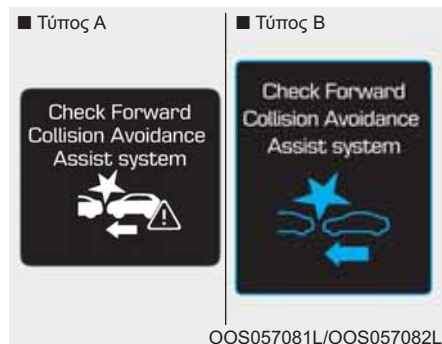 ■ Τύπος A
■ Τύπος B
Check Forward
Collision Avoidance
Assist system
Check Forward
Collision Avoidance
Assist system
OOS057081L/OOS057082L